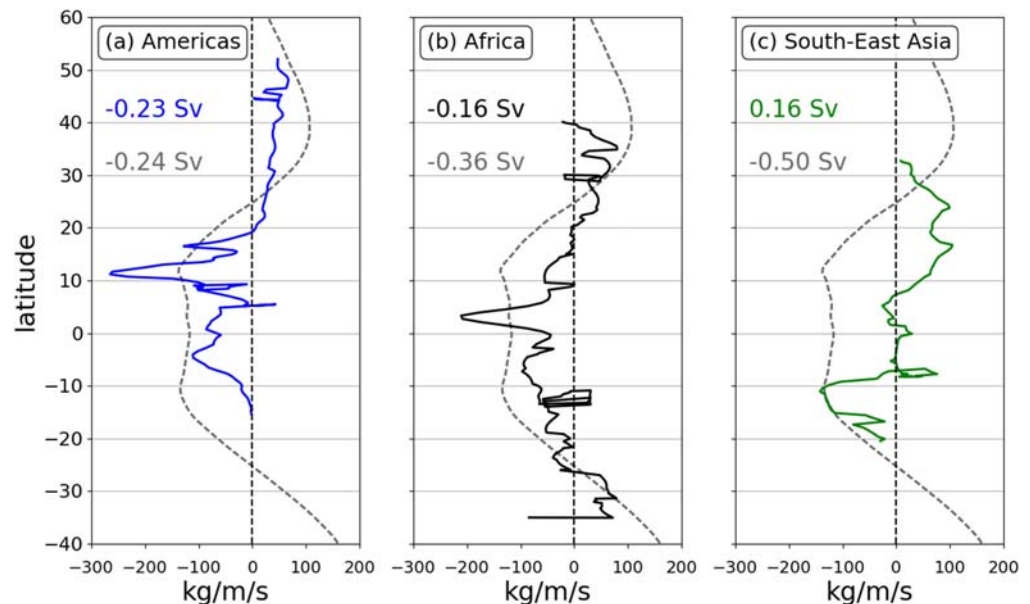 (a) Americas
-0.23 Sv
-0.24 Sv
(b) Africa
-0.16 Sv
-0.36 Sv
(c) South-East Asia
0.16 Sv
-0.50 Sv
latitude
60
50
40
30
20
10
0
−10
−20
−30
−40
−300 −200 −100 0 100 200
−300 −200 −100 0 100 200
−300 −200 −100 0 100 200
kg/m/s
kg/m/s
kg/m/s